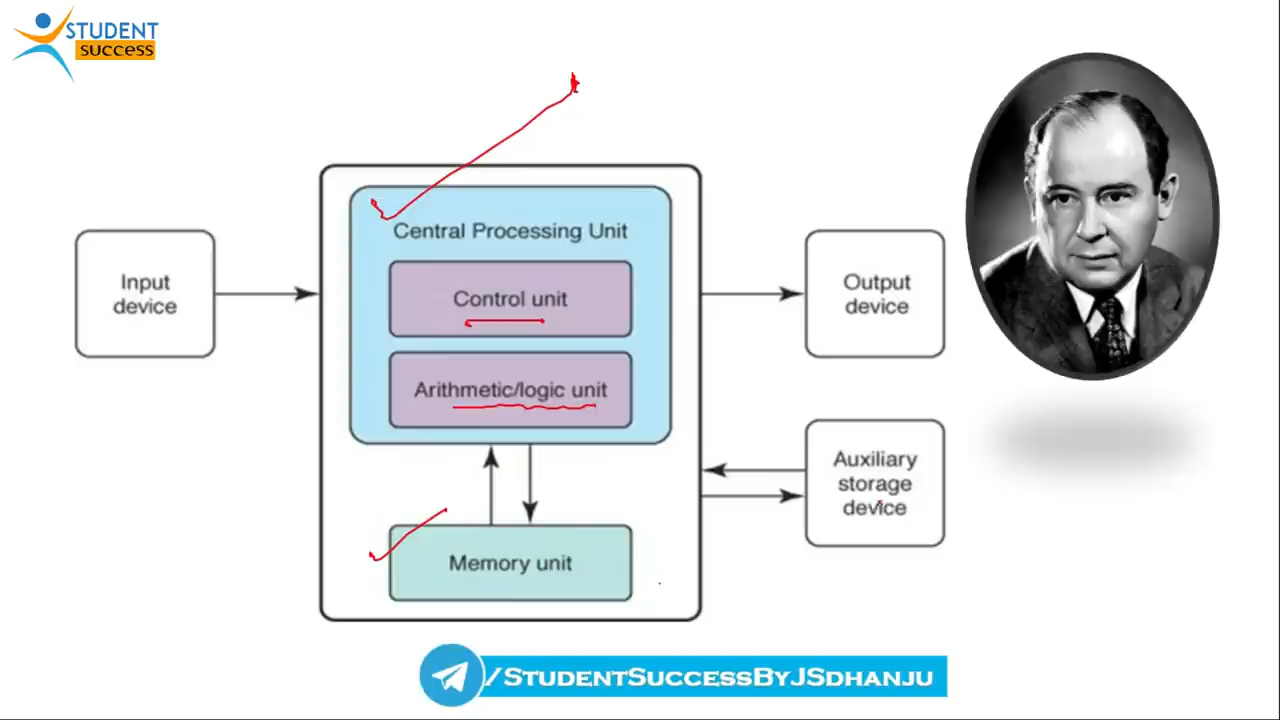 STUDENT
SUCCESS
Central Processing Unit
Input
device
Control unit
Output
device
Arithmetic/logic unit
Auxiliary
storage
device
Memory unit
/STUDENTSUCCESSBYJSDHANJU